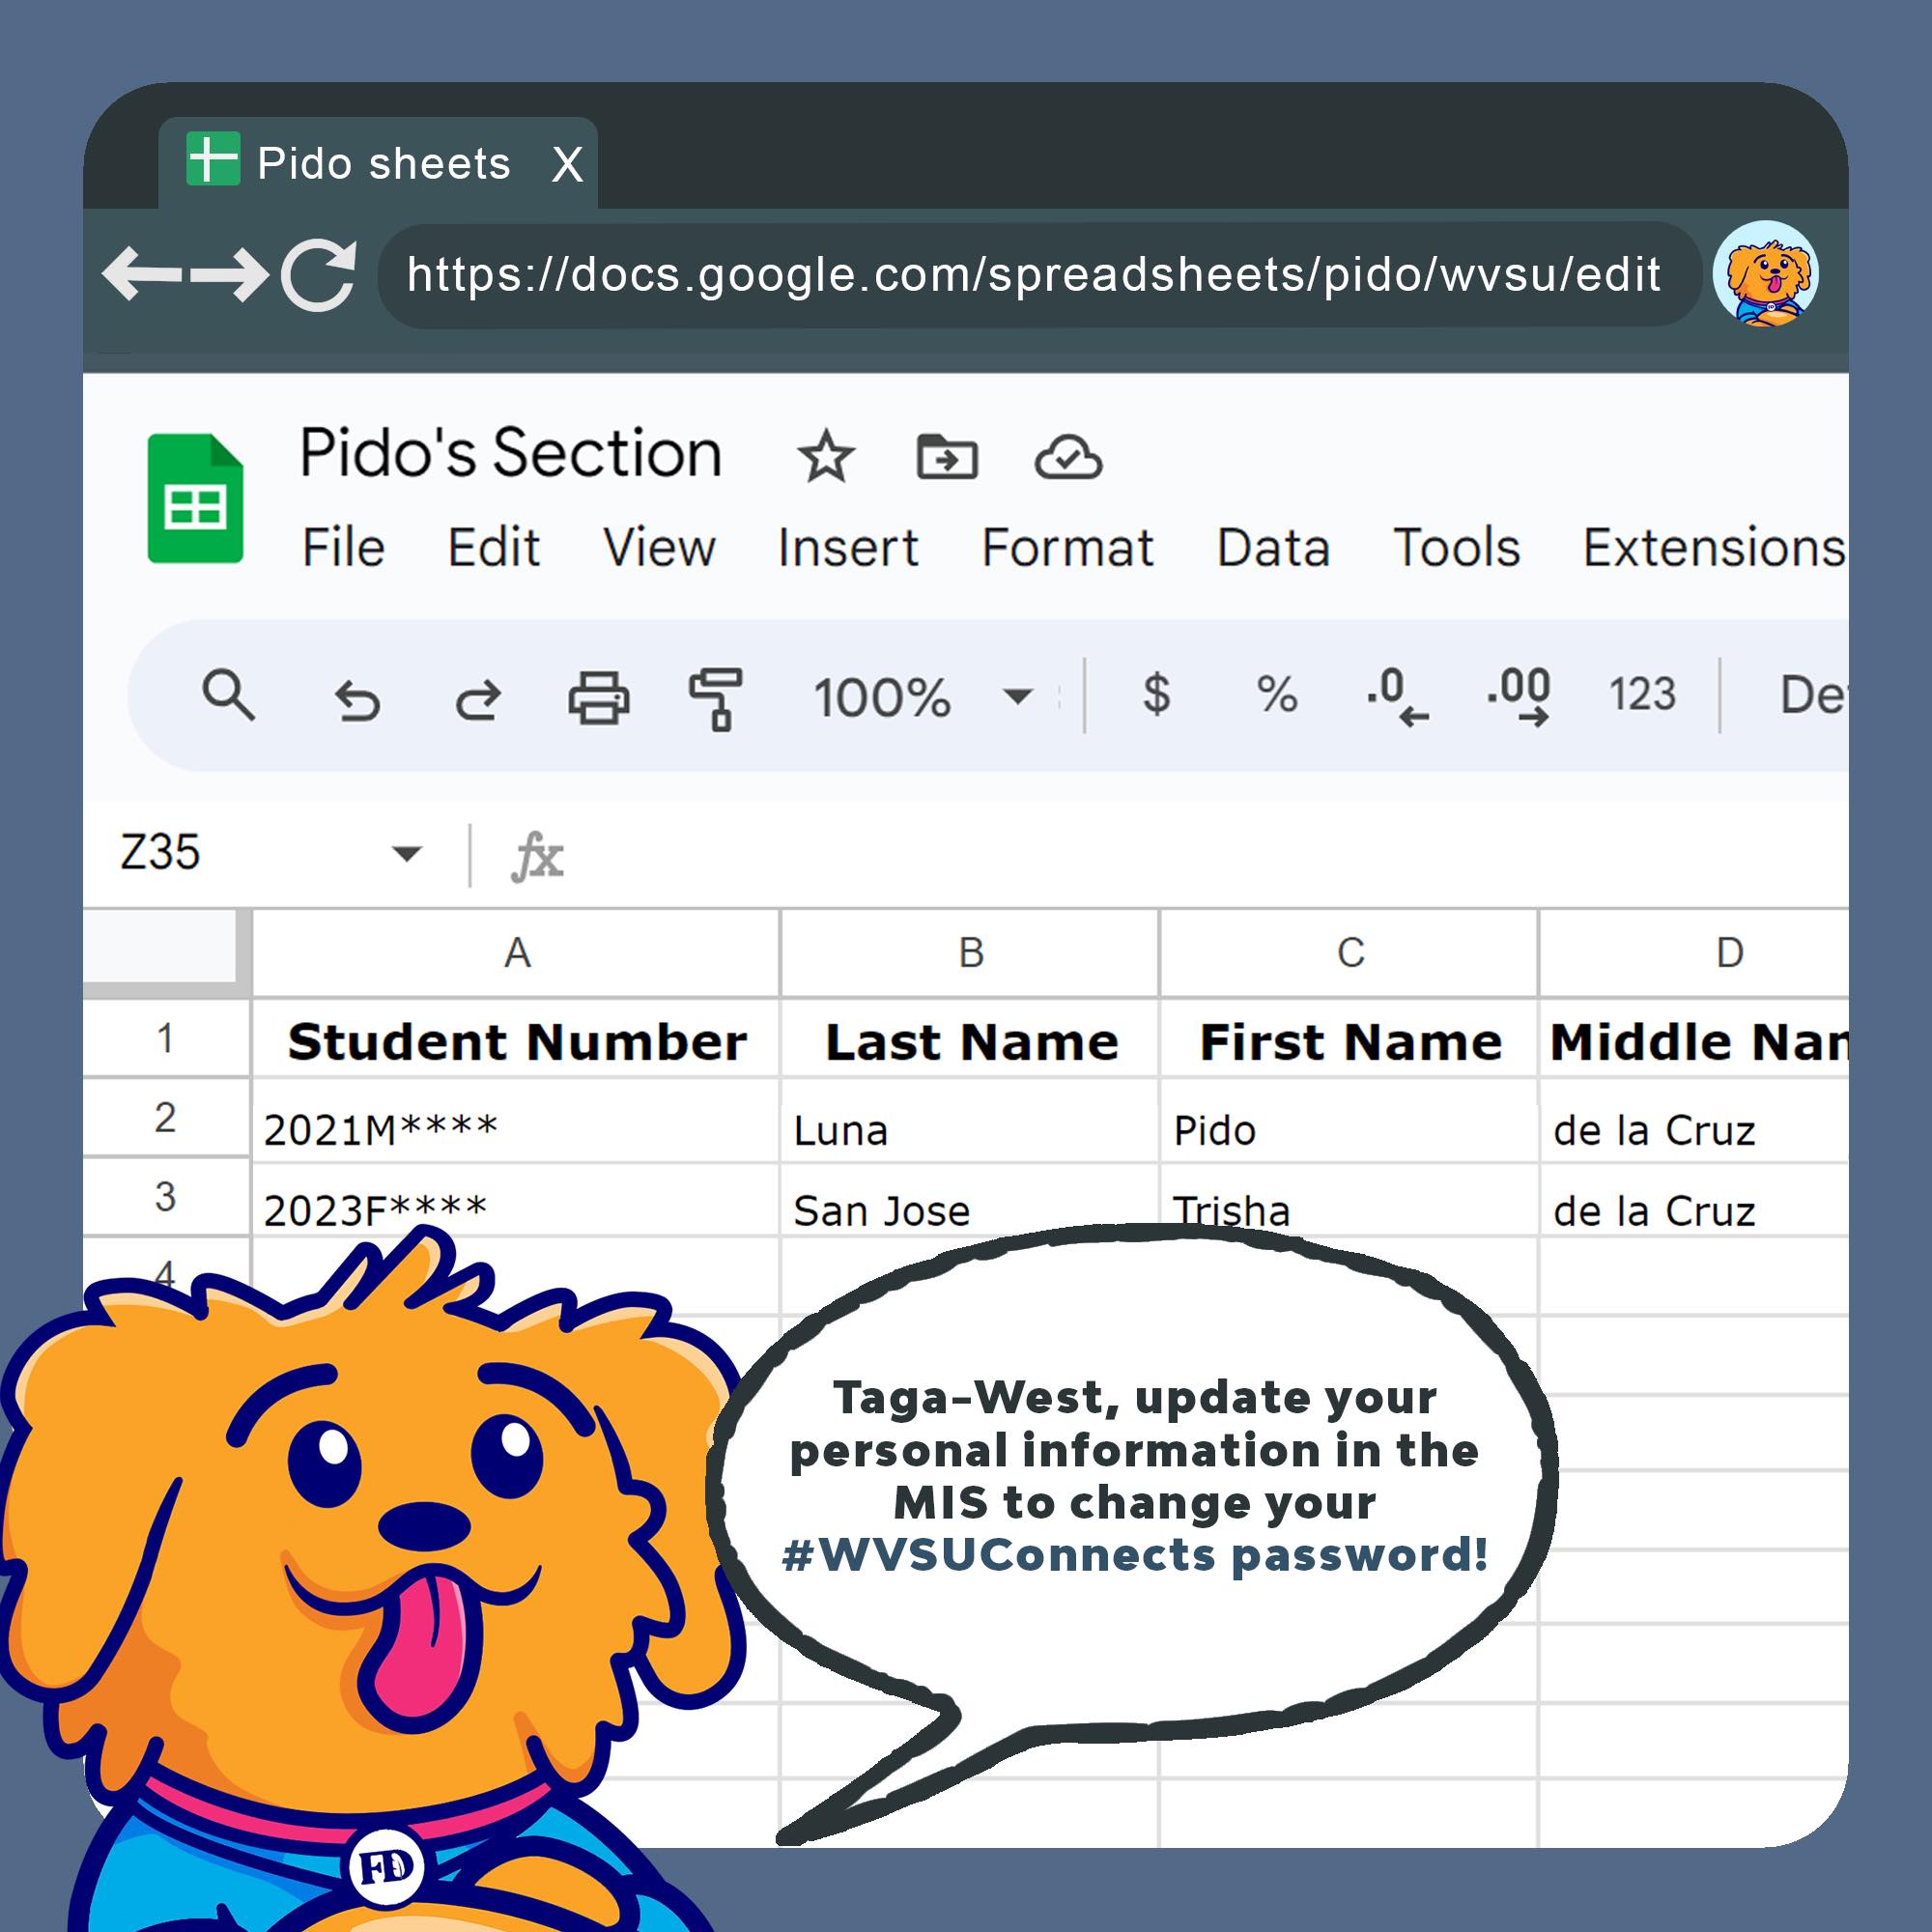 Pido sheets X
https://docs.google.com/spreadsheets/pido/wvsu/edit
Pido's Section
File Edit View Insert Format Data Tools Extensions
100% $ % .0 .00 123 De
Z35 fx
A B C D
1 Student Number Last Name First Name Middle Nam
2 2021M**** Luna Pido de la Cruz
3 2023F**** San Jose Trisha de la Cruz
4
Taga-West, update your
personal information in the
MIS to change your
#WVSUConnects password!
FD